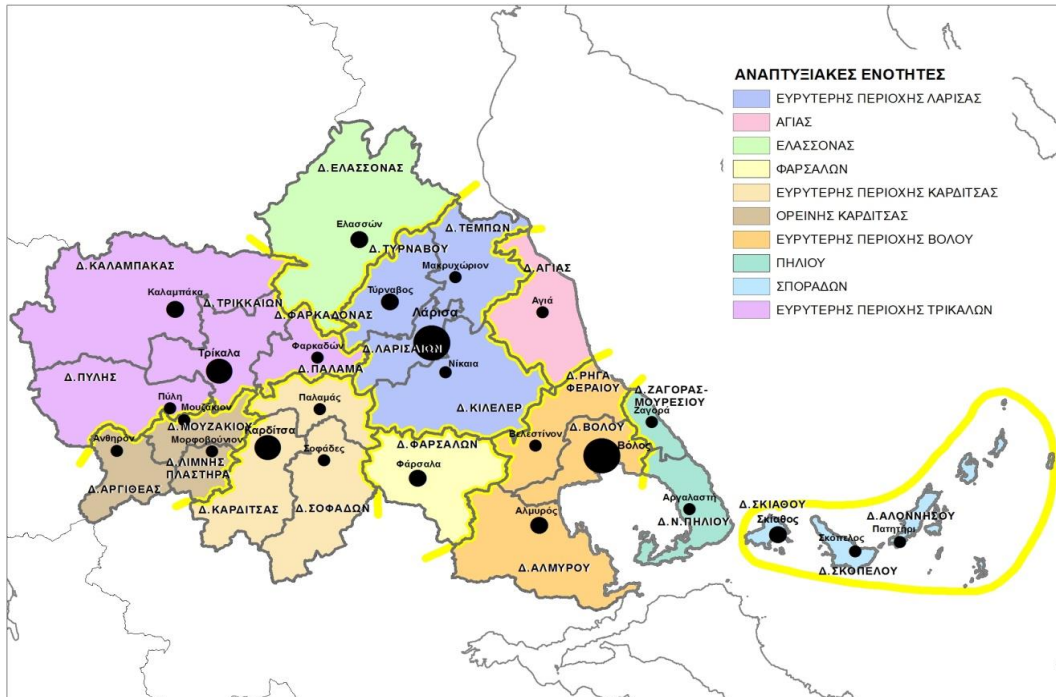 ΑΝΑΠΤΥΞΙΑΚΕΣ ΕΝΟΤΗΤΕΣ
ΕΥΡΥΤΕΡΗΣ ΠΕΡΙΟΧΗΣ ΛΑΡΙΣΑΣ
ΑΓΙΑΣ
ΕΛΑΣΣΟΝΑΣ
ΦΑΡΣΑΛΩΝ
ΕΥΡΥΤΕΡΗΣ ΠΕΡΙΟΧΗΣ ΚΑΡΔΙΤΣΑΣ
ΟΡΕΙΝΗΣ ΚΑΡΔΙΤΣΑΣ
ΕΥΡΥΤΕΡΗΣ ΠΕΡΙΟΧΗΣ ΒΟΛΟΥ
ΠΗΛΙΟΥ
ΣΠΟΡΑΔΩΝ
ΕΥΡΥΤΕΡΗΣ ΠΕΡΙΟΧΗΣ ΤΡΙΚΑΛΩΝ
Δ.ΕΛΑΣΣΟΝΑΣ
Ελασσών
Δ.ΤΕΜΠΩΝ
Δ.ΤΥΡΝΑΒΟΥ
Μακρυχώριον
Δ.ΚΑΛΑΜΠΑΚΑΣ
Καλαμπάκα
Δ.ΤΡΙΚΚΑΙΩΝ
Τύρναβος
Δ.ΑΓΙΑΣ
Αγιά
Δ.ΦΑΡΚΑΔΟΝΑΣ
Λάρισα
Φαρκαδών
Δ.ΛΑΡΙΣΑΙΩΝ
Τρίκαλα
Δ.ΠΑΛΑΜΑ
Νίκαια
Δ.ΠΥΛΗΣ
Πύλη
Μουζάκιον
Παλαμάς
Δ.ΚΙΛΕΛΕΡ
Δ.ΡΗΓΑ
ΦΕΡΑΙΟΥ
Δ.ΖΑΓΟΡΑΣ-
ΜΟΥΡΕΣΙΟΥ
Ζαγορά
Δ.ΜΟΥΖΑΚΙΟΥ
Ανθηρόν
Μορφοβούνιον
Καρδίτσα
Σοφάδες
Δ.ΦΑΡΣΑΛΩΝ
Βελεστίνον
Δ.ΒΟΛΟΥ
Βόλος
Δ.ΛΙΜΝΗΣ
ΠΛΑΣΤΗΡΑ
Φάρσαλα
Δ.ΑΡΓΙΘΕΑΣ
Δ.ΚΑΡΔΙΤΣΑΣ
Δ.ΣΟΦΑΔΩΝ
Αλμυρός
Αργαλαστή
Δ.Ν.ΠΗΛΙΟΥ
Δ.ΑΛΜΥΡΟΥ
Δ.ΣΚΙΑΘΟΥ
Σκίαθος
Δ.ΑΛΟΝΝΗΣΟΥ
Πατητήρι
Σκόπελος
Δ.ΣΚΟΠΕΛΟΥ